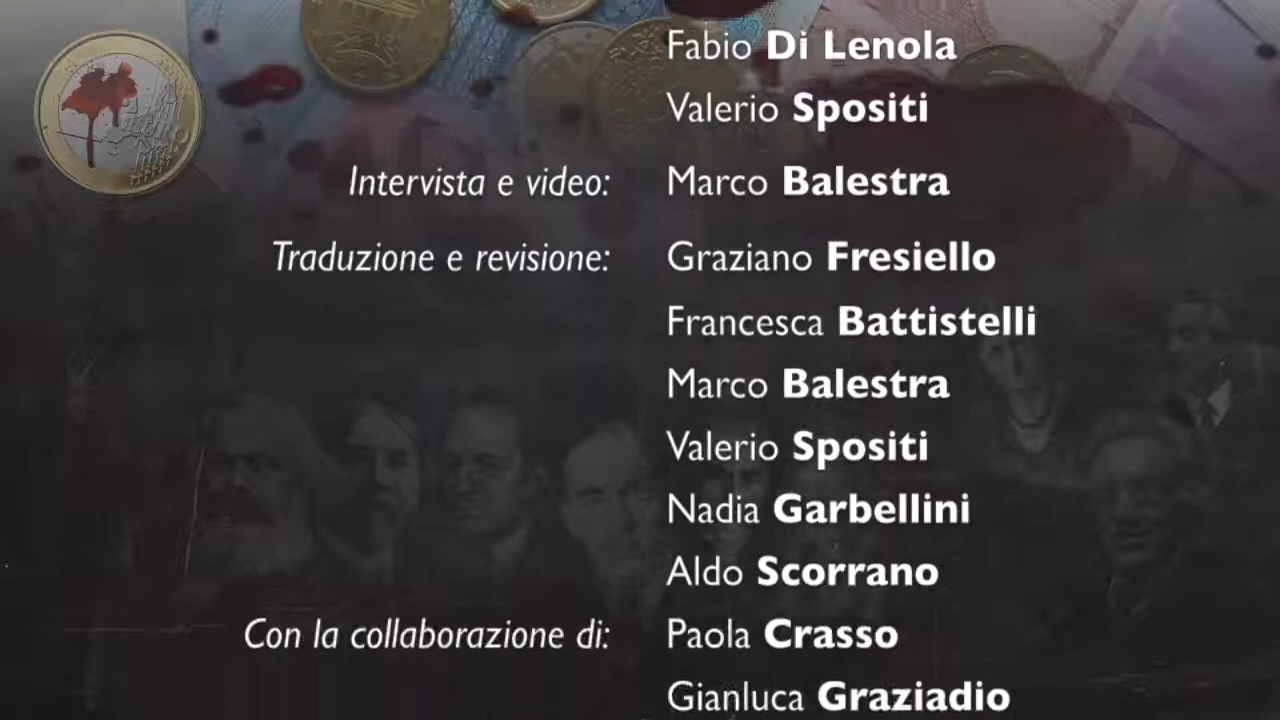 Fabio Di Lenola
Valerio Spositi
Intervista e video: Marco Balestra
Traduzione e revisione: Graziano Fresiello
Francesca Battistelli
Marco Balestra
Valerio Spositi
Nadia Garbellini
Aldo Scorrano
Con la collaborazione di: Paola Crasso
Gianluca Graziadio